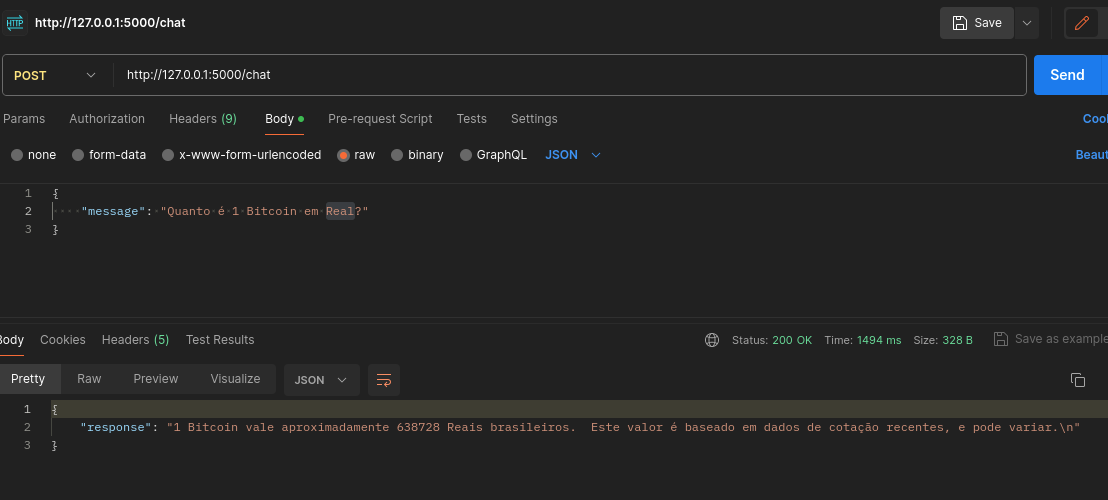 HTTP http://127.0.0.1:5000/chat Save
POST http://127.0.0.1:5000/chat Send
Params Authorization Headers (9) Body Pre-request Script Tests Settings Cool
none form-data x-www-form-urlencoded raw binary GraphQL JSON Beaut
1 {
2 "message": "Quanto é 1 Bitcoin em Real?"
3 }
Body Cookies Headers (5) Test Results Status: 200 OK Time: 1494 ms Size: 328 B Save as example
Pretty Raw Preview Visualize JSON
1 {
2 "response": "1 Bitcoin vale aproximadamente 638728 Reais brasileiros.  Este valor é baseado em dados de cotação recentes, e pode variar.\n"
3 }